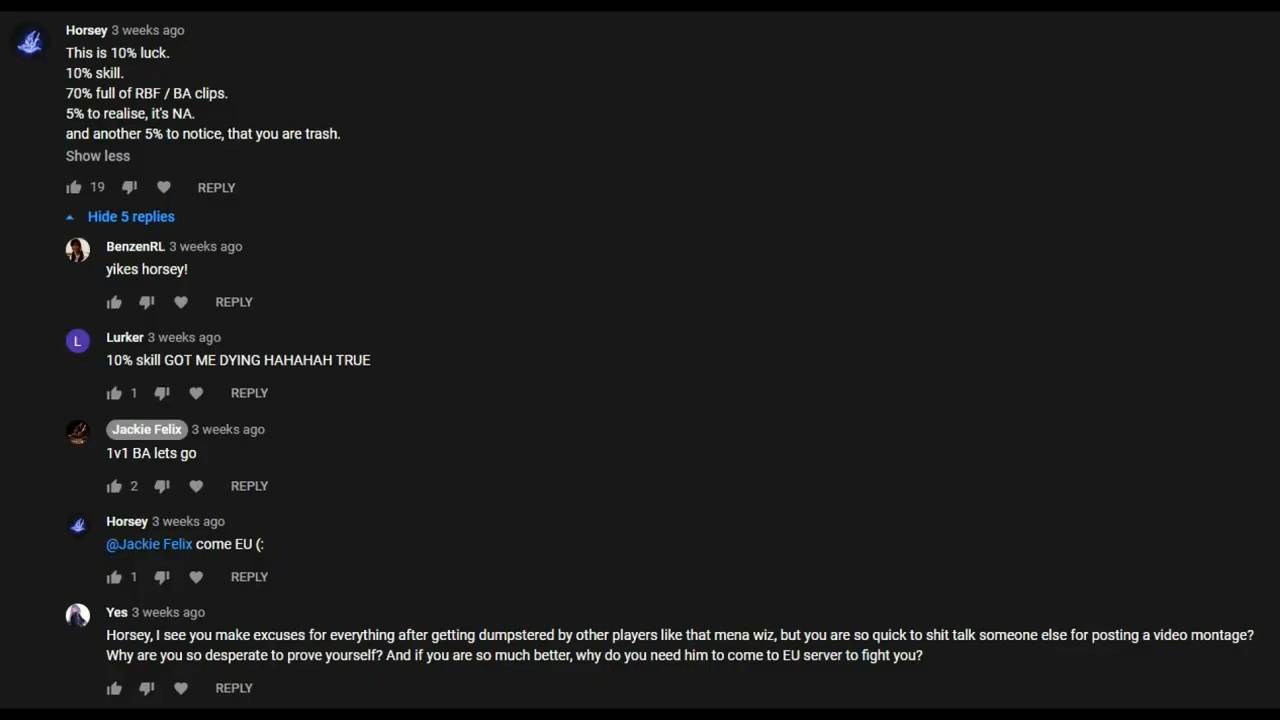 Horsey 3 weeks ago
This is 10% luck.
10% skill.
70% full of RBF / BA clips.
5% to realise, it's NA.
and another 5% to notice, that you are trash.
Show less
19 REPLY
Hide 5 replies
BenzenRL 3 weeks ago
yikes horsey!
REPLY
L
Lurker 3 weeks ago
10% skill GOT ME DYING HAHAHAH TRUE
1 REPLY
Jackie Felix 3 weeks ago
1v1 BA lets go
2 REPLY
Horsey 3 weeks ago
@Jackie Felix come EU (:
1 REPLY
Yes 3 weeks ago
Horsey, I see you make excuses for everything after getting dumpstered by other players like that mena wiz, but you are so quick to shit talk someone else for posting a video montage?
Why are you so desperate to prove yourself? And if you are so much better, why do you need him to come to EU server to fight you?
REPLY